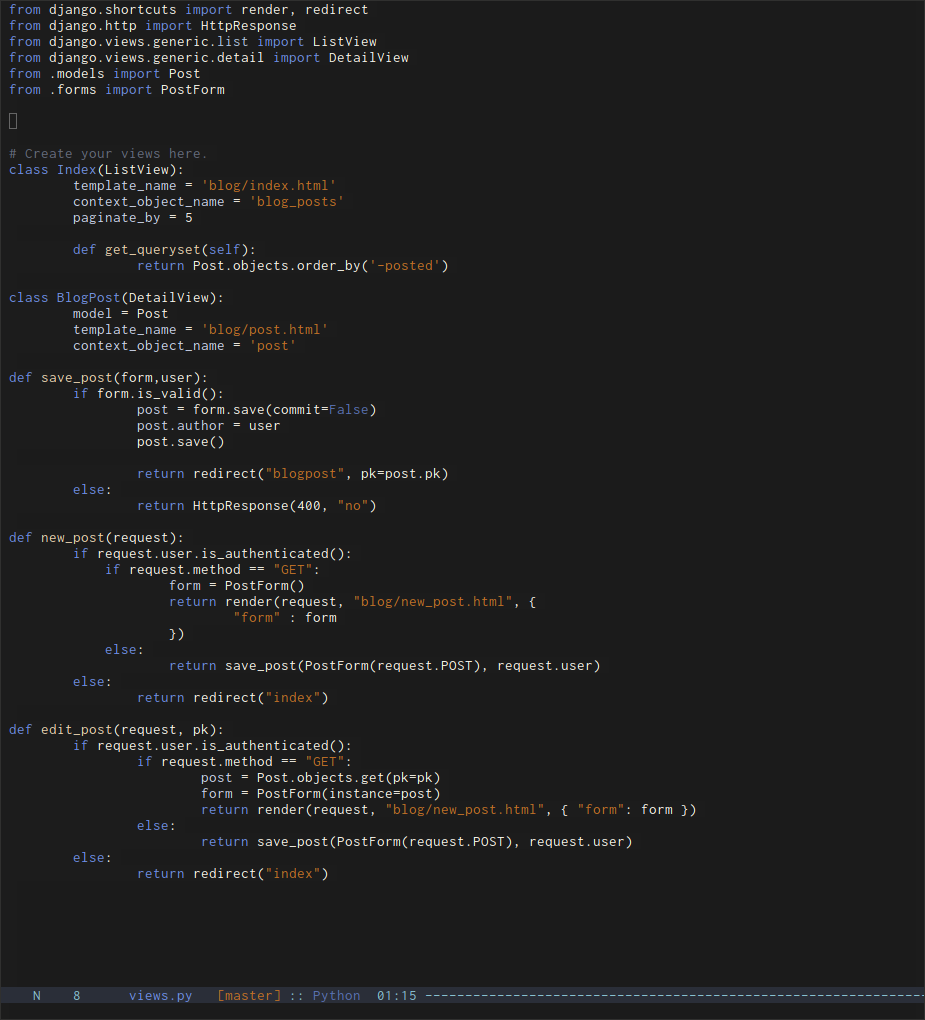 from django.shortcuts import render, redirect
from django.http import HttpResponse
from django.views.generic.list import ListView
from django.views.generic.detail import DetailView
from .models import Post
from .forms import PostForm

# Create your views here.
class Index(ListView):
        template_name = 'blog/index.html'
        context_object_name = 'blog_posts'
        paginate_by = 5

        def get_queryset(self):
                return Post.objects.order_by('-posted')

class BlogPost(DetailView):
        model = Post
        template_name = 'blog/post.html'
        context_object_name = 'post'

def save_post(form,user):
        if form.is_valid():
                post = form.save(commit=False)
                post.author = user
                post.save()

                return redirect("blogpost", pk=post.pk)
        else:
                return HttpResponse(400, "no")

def new_post(request):
        if request.user.is_authenticated():
            if request.method == "GET":
                    form = PostForm()
                    return render(request, "blog/new_post.html", {
                            "form" : form
                    })
            else:
                    return save_post(PostForm(request.POST), request.user)
        else:
                return redirect("index")

def edit_post(request, pk):
        if request.user.is_authenticated():
                if request.method == "GET":
                        post = Post.objects.get(pk=pk)
                        form = PostForm(instance=post)
                        return render(request, "blog/new_post.html", { "form": form })
                else:
                        return save_post(PostForm(request.POST), request.user)
        else:
                return redirect("index")

N    8      views.py   [master] :: Python  01:15 ---------------------------------------------------------------